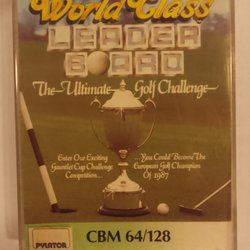 World Class
LEADER
BOARD
The Ultimate Golf Challenge
Enter Our Exciting
Gauntlet Cup Challenge
Competition...
...You Could Become The
European Golf Champion
Of 1987
CBM 64/128